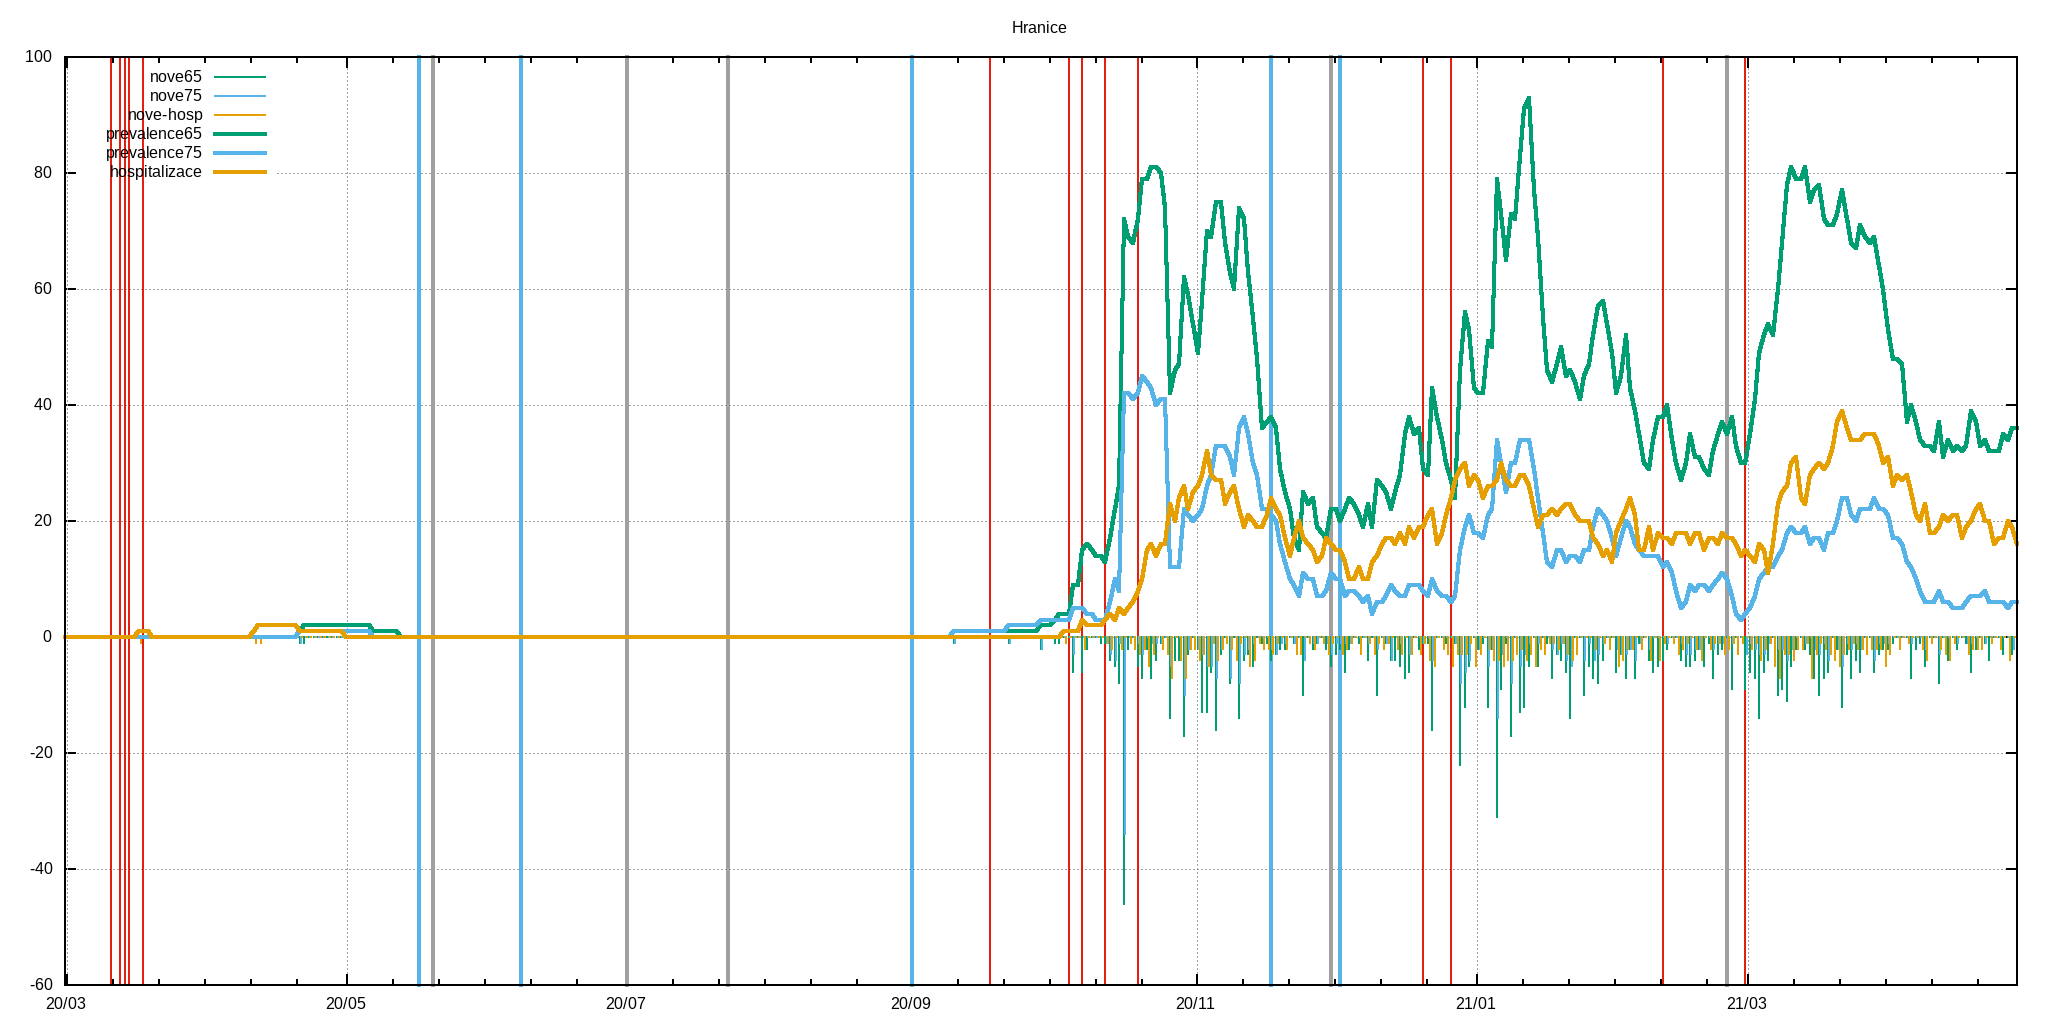 Hranice
100
80
60
40
20
0
-20
-40
-60
nove65
nove75
nove-hosp
prevalence65
prevalence75
hospitalizace
20/03 20/05 20/07 20/09 20/11 21/01 21/03